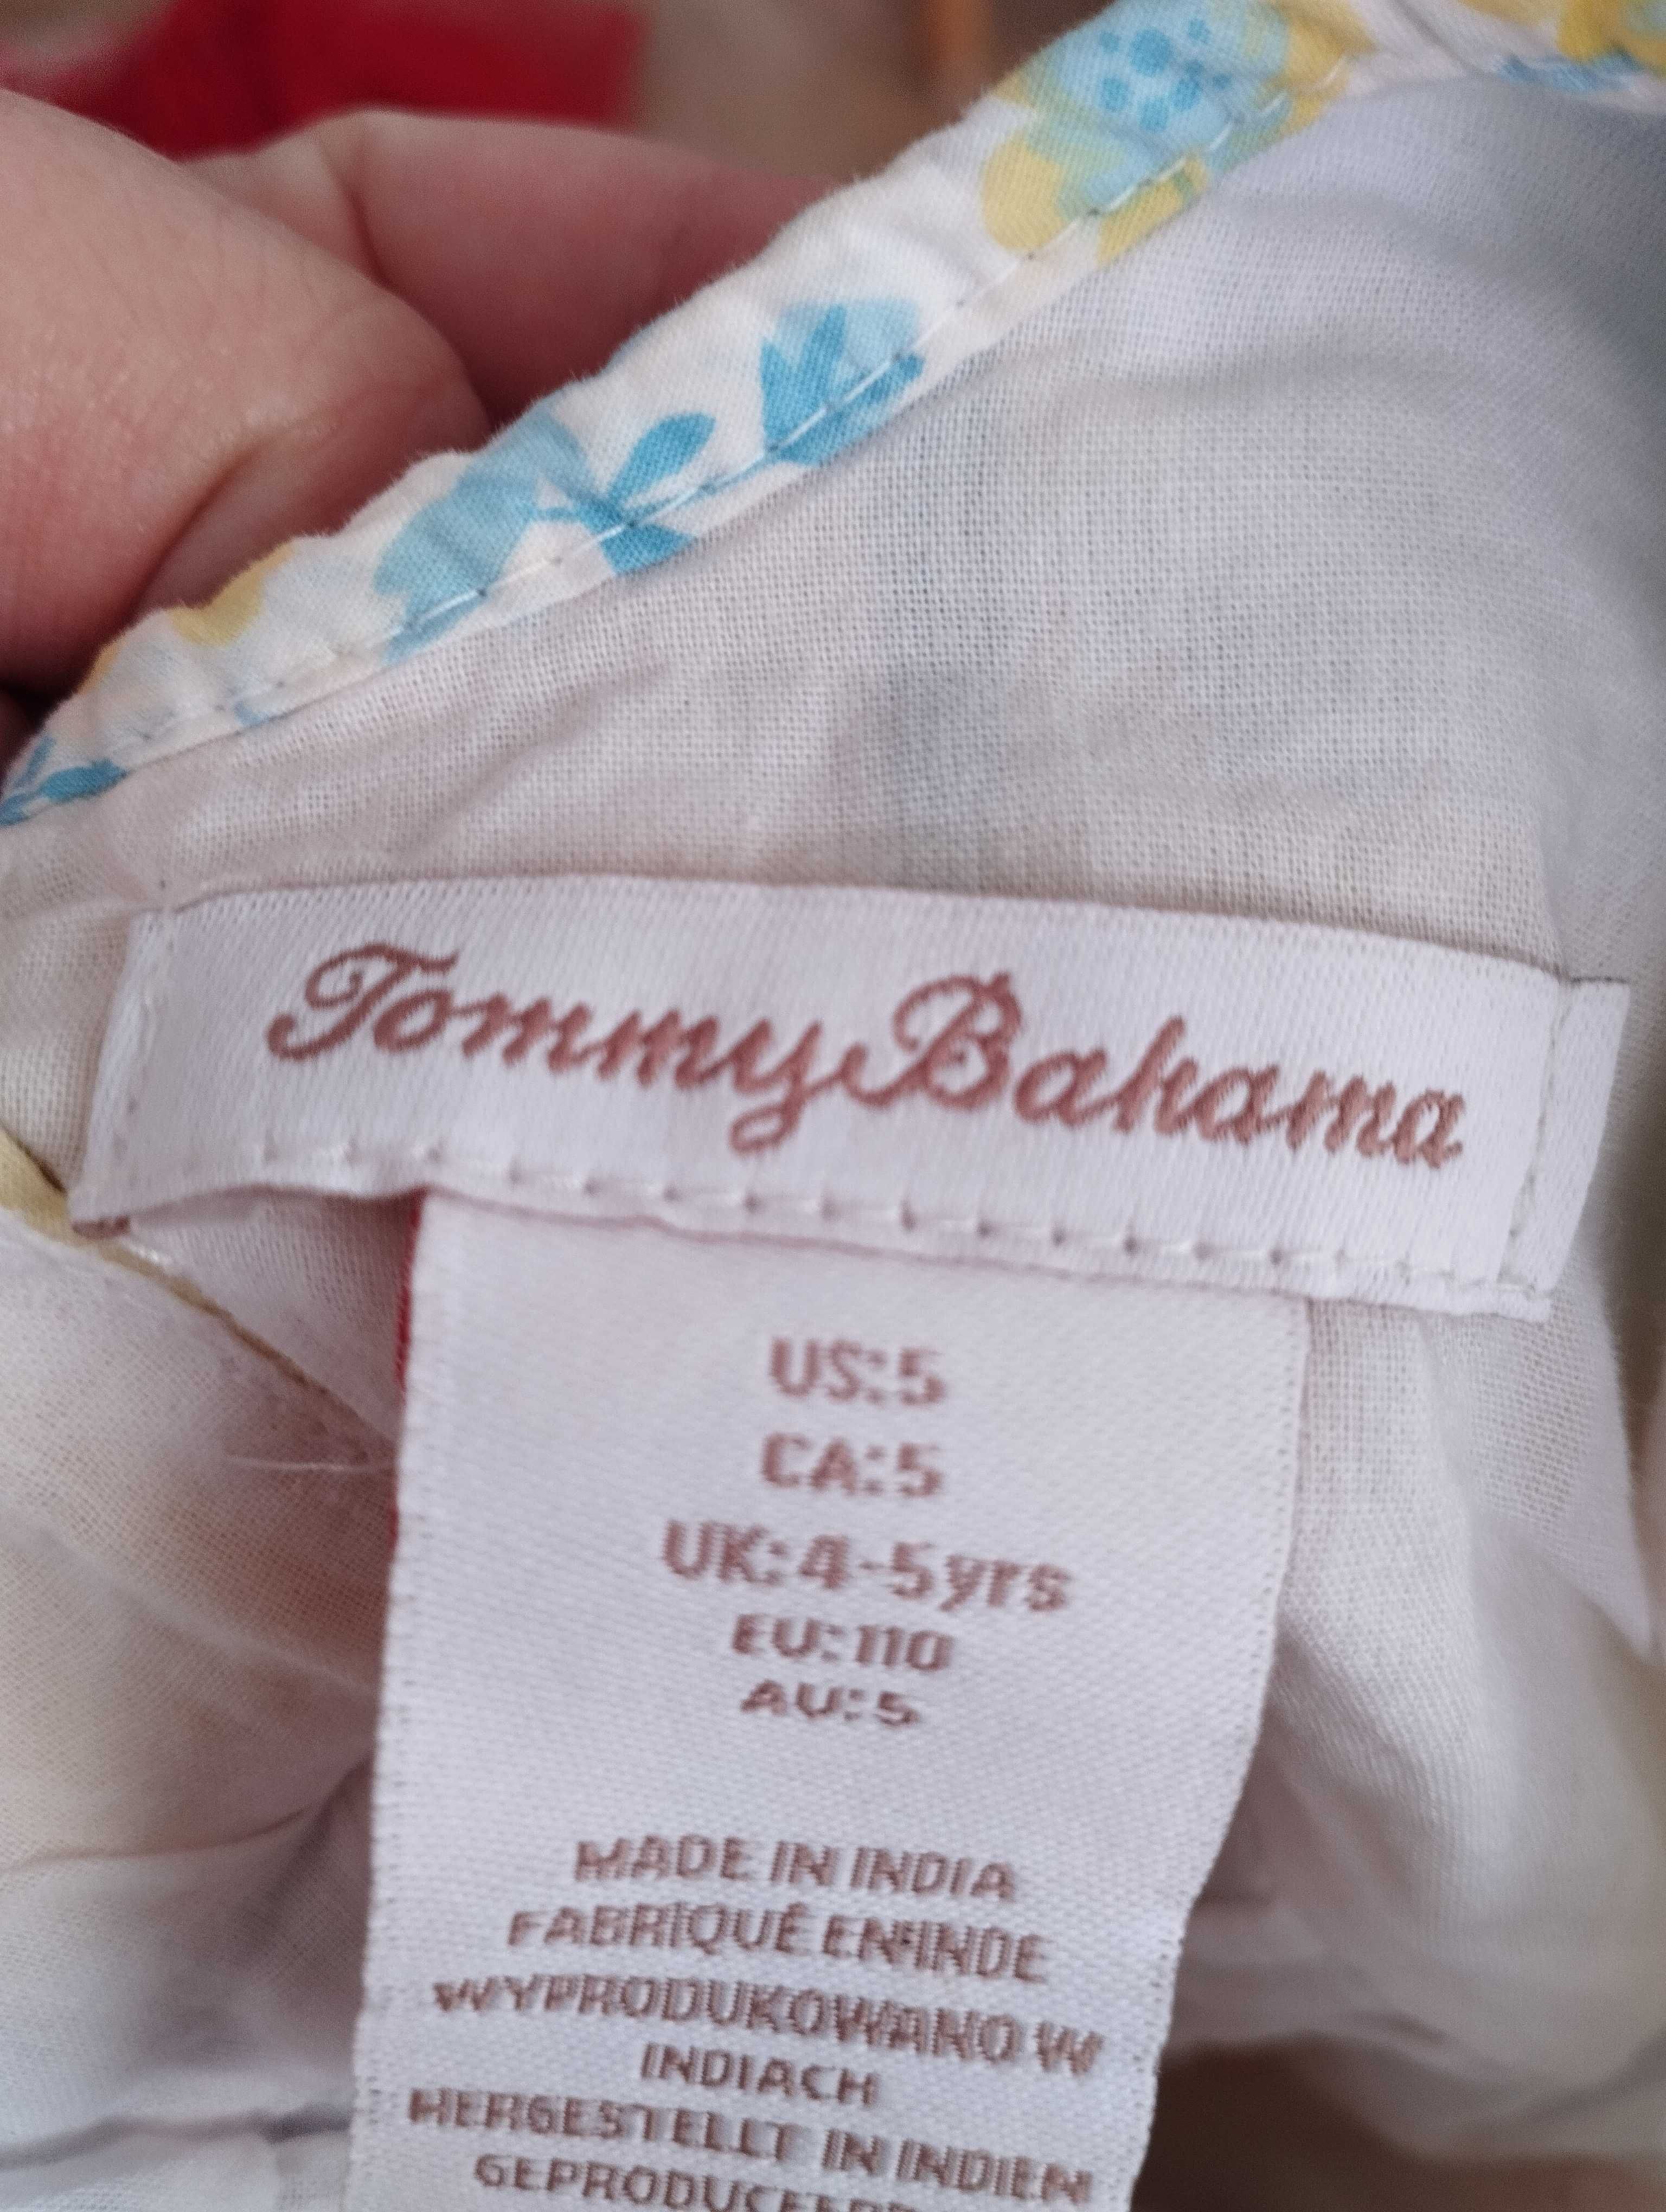 Tommy Bahama
US:5
CA:5
UK:4-5yrs
EU:110
AU:5
MADE IN INDIA
FABRIQUÉ EN INDE
WYPRODUKOWANO W
INDIACH
HERGESTELLT IN INDIEN